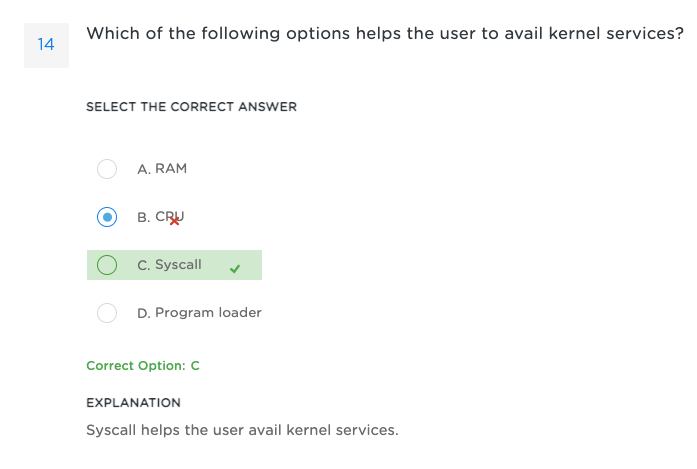 14
Which of the following options helps the user to avail kernel services?
SELECT THE CORRECT ANSWER
A. RAM
B. CPU
C. Syscall
D. Program loader
Correct Option: C
EXPLANATION
Syscall helps the user avail kernel services.